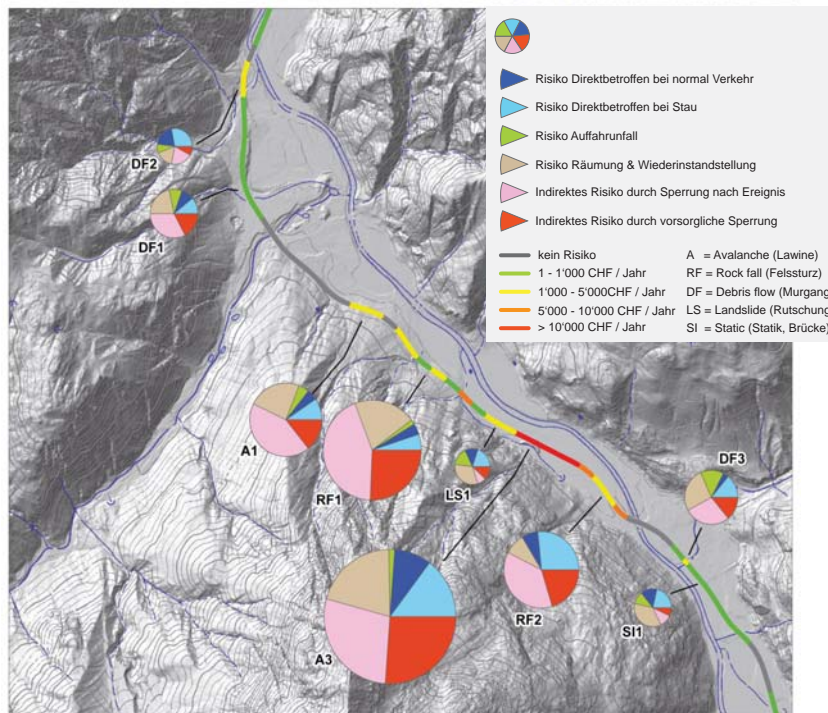 Risiko Direktbetroffen bei normal Verkehr
Risiko Direktbetroffen bei Stau
Risiko Auffahrunfall
Risiko Räumung & Wiederinstandstellung
Indirektes Risiko durch Sperrung nach Ereignis
Indirektes Risiko durch vorsorgliche Sperrung
kein Risiko
1 - 1'000 CHF / Jahr
1'000 - 5'000CHF / Jahr
5'000 - 10'000 CHF / Jahr
> 10'000 CHF / Jahr
A = Avalanche (Lawine)
RF = Rock fall (Felssturz)
DF = Debris flow (Murgang
LS = Landslide (Rutschung
SI = Static (Statik, Brücke)
DF2
DF1
A1
RF1
LS1
DF3
RF2
SI1
A3